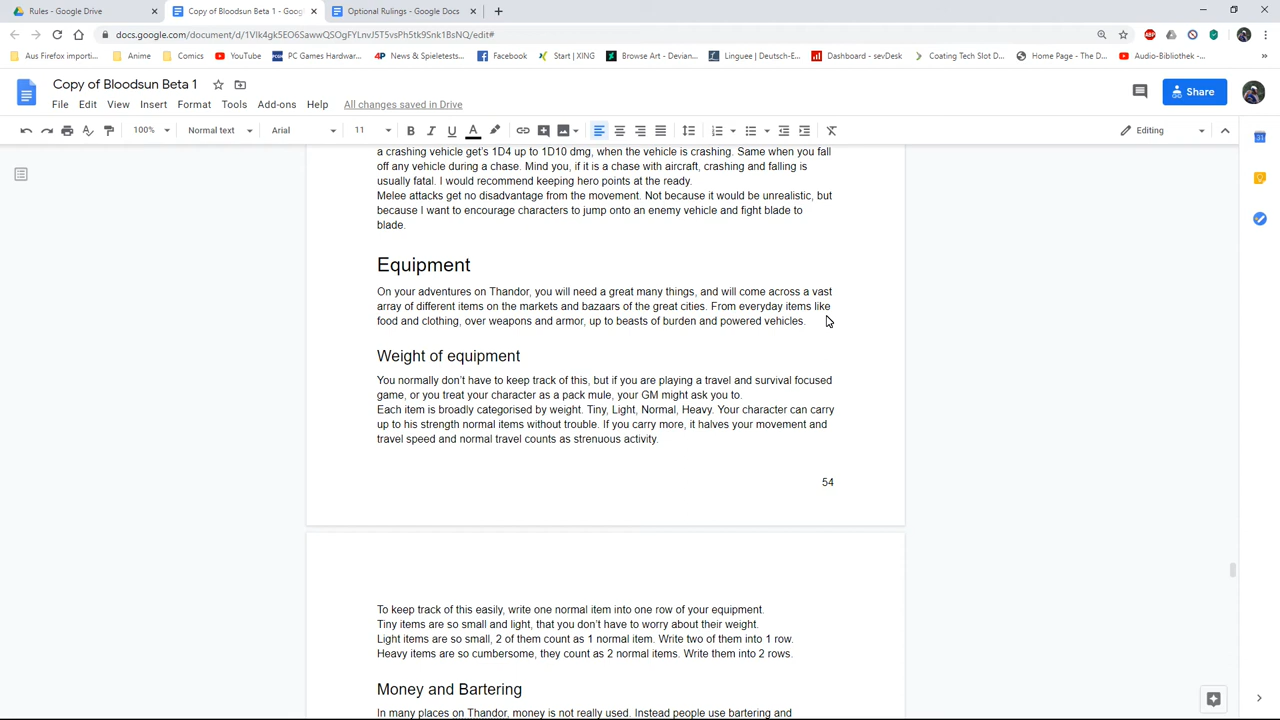 Rules - Google Drive
Copy of Bloodsun Beta 1 - Goog
Optional Rulings - Google Docs
docs.google.com/document/d/1VIk4gk5EO6SawwQSOgFYLnvJ5T5vsPh5tk9Snk1BsNQ/edit#
Aus Firefox importi... Anime Comics YouTube PC Games Hardwar... News & Spieletests... Facebook Start | XING Browse Art - Devian... Linguee | Deutsch-E... Dashboard - sevDesk Coating Tech Slot D... Home Page - The D... Audio-Bibliothek -...
Copy of Bloodsun Beta 1
Share
File Edit View Insert Format Tools Add-ons Help All changes saved in Drive
100% Normal text Arial 11 Editing
a crashing vehicle get's 1D4 up to 1D10 dmg, when the vehicle is crashing. Same when you fall
off any vehicle during a chase. Mind you, if it is a chase with aircraft, crashing and falling is
usually fatal. I would recommend keeping hero points at the ready.
Melee attacks get no disadvantage from the movement. Not because it would be unrealistic, but
because I want to encourage characters to jump onto an enemy vehicle and fight blade to
blade.
Equipment
On your adventures on Thandor, you will need a great many things, and will come across a vast
array of different items on the markets and bazaars of the great cities. From everyday items like
food and clothing, over weapons and armor, up to beasts of burden and powered vehicles.
Weight of equipment
You normally don't have to keep track of this, but if you are playing a travel and survival focused
game, or you treat your character as a pack mule, your GM might ask you to.
Each item is broadly categorised by weight. Tiny, Light, Normal, Heavy. Your character can carry
up to his strength normal items without trouble. If you carry more, it halves your movement and
travel speed and normal travel counts as strenuous activity.
54
To keep track of this easily, write one normal item into one row of your equipment.
Tiny items are so small and light, that you don't have to worry about their weight.
Light items are so small, 2 of them count as 1 normal item. Write two of them into 1 row.
Heavy items are so cumbersome, they count as 2 normal items. Write them into 2 rows.
Money and Bartering
In many places on Thandor, money is not really used. Instead people use bartering and